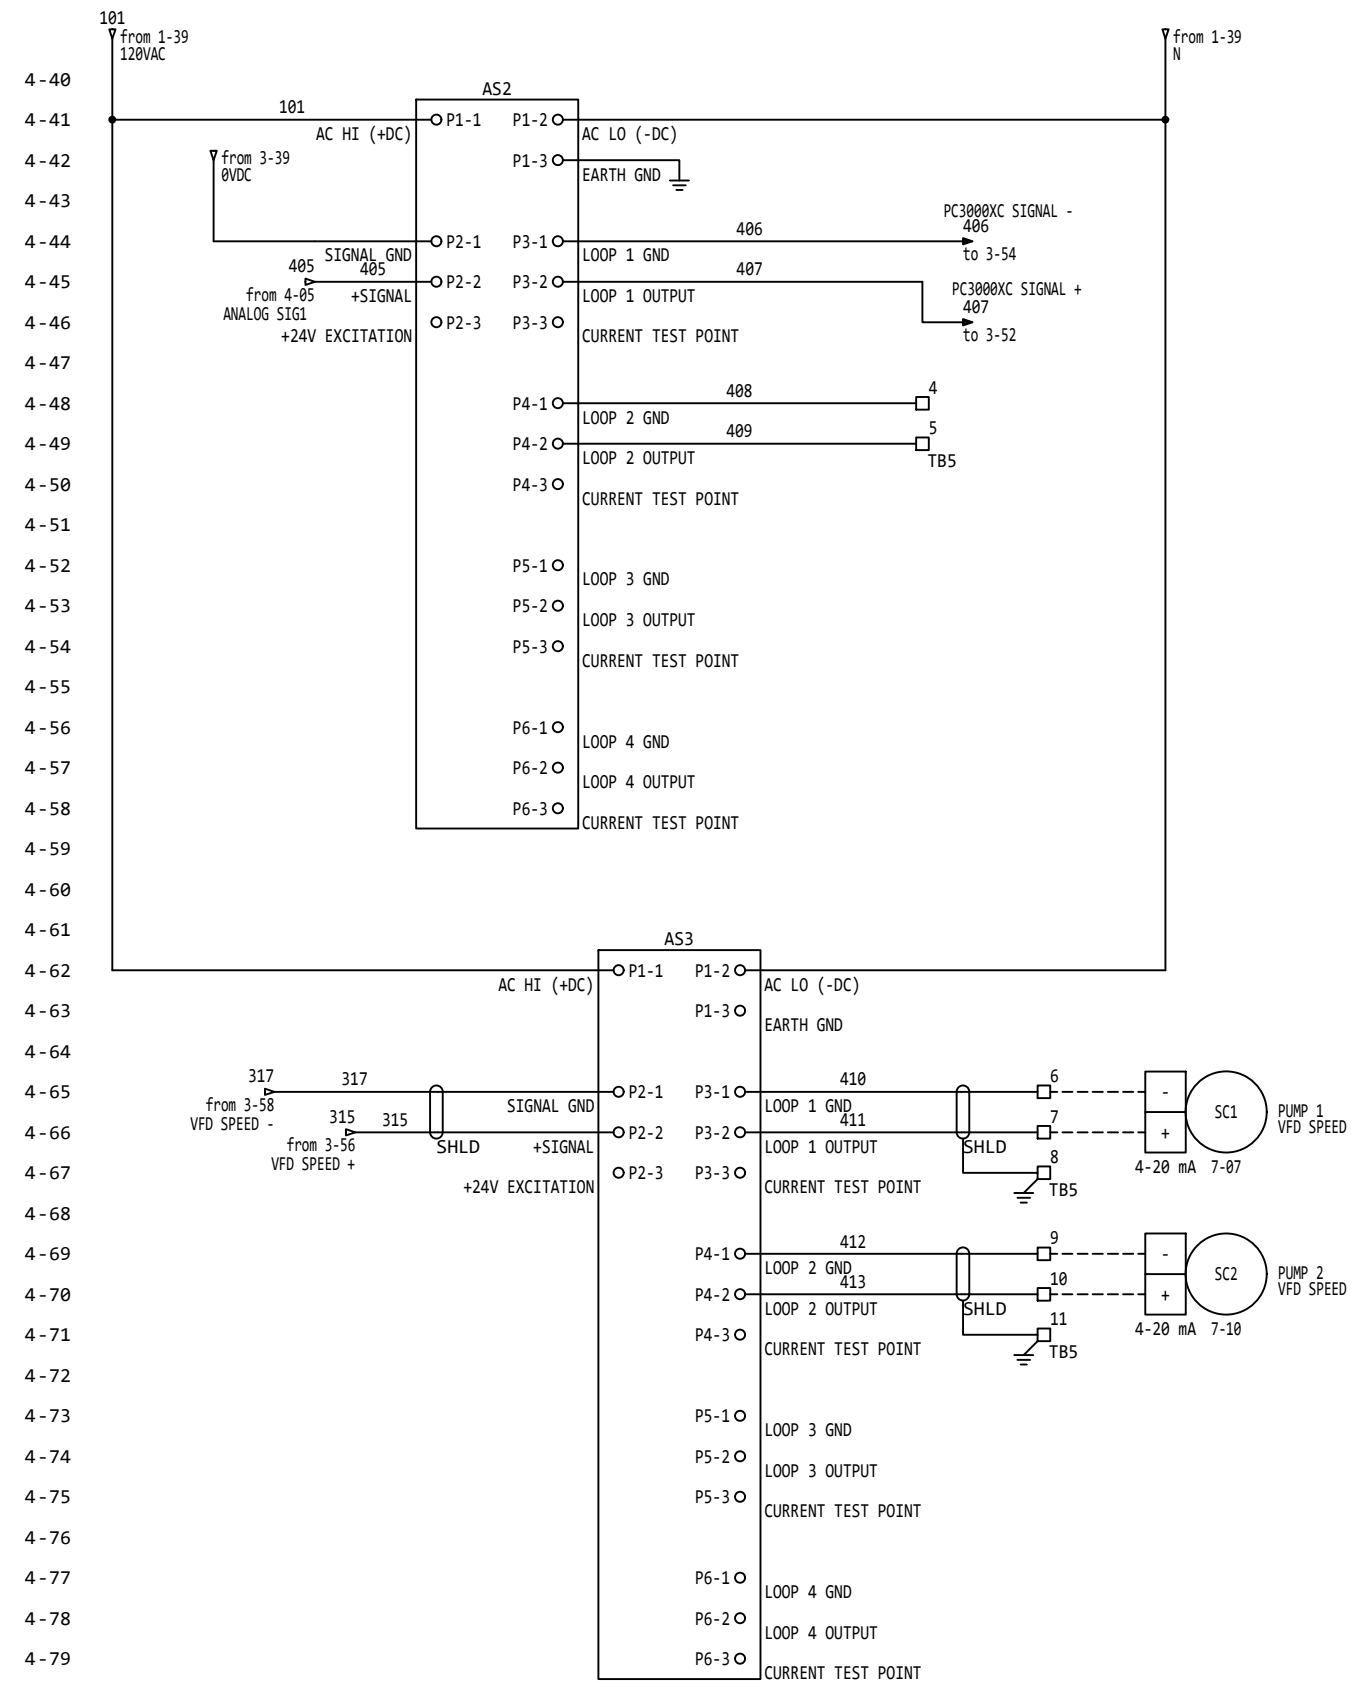 101
from 1-39
120VAC
from 1-39
N
4-40
AS2
4-41
101
P1-1
P1-2
AC HI (+DC)
AC LO (-DC)
4-42
from 3-39
0VDC
P1-3
EARTH GND
4-43
PC3000XC SIGNAL -
406
4-44
P2-1
P3-1
406
to 3-54
SIGNAL GND
LOOP 1 GND
405
405
407
4-45
P2-2
P3-2
from 4-05
ANALOG SIG1
+SIGNAL
LOOP 1 OUTPUT
PC3000XC SIGNAL +
407
to 3-52
4-46
P2-3
P3-3
+24V EXCITATION
CURRENT TEST POINT
4-47
4-48
P4-1
408
4
LOOP 2 GND
4-49
P4-2
409
5
TB5
LOOP 2 OUTPUT
4-50
P4-3
CURRENT TEST POINT
4-51
4-52
P5-1
LOOP 3 GND
4-53
P5-2
LOOP 3 OUTPUT
4-54
P5-3
CURRENT TEST POINT
4-55
4-56
P6-1
LOOP 4 GND
4-57
P6-2
LOOP 4 OUTPUT
4-58
P6-3
CURRENT TEST POINT
4-59
4-60
4-61
AS3
4-62
P1-1
P1-2
AC HI (+DC)
AC LO (-DC)
4-63
P1-3
EARTH GND
4-64
4-65
317
317
from 3-58
VFD SPEED -
P2-1
P3-1
SIGNAL GND
LOOP 1 GND
410
6
-
SC1
PUMP 1
VFD SPEED
4-66
315
315
from 3-56
VFD SPEED +
SHLD
P2-2
P3-2
+SIGNAL
LOOP 1 OUTPUT
411
SHLD
7
+
4-20 mA
7-07
4-67
P2-3
P3-3
+24V EXCITATION
CURRENT TEST POINT
8
TB5
4-68
4-69
P4-1
LOOP 2 GND
412
9
-
SC2
PUMP 2
VFD SPEED
4-70
P4-2
LOOP 2 OUTPUT
413
SHLD
10
+
4-20 mA
7-10
4-71
P4-3
CURRENT TEST POINT
11
TB5
4-72
4-73
P5-1
LOOP 3 GND
4-74
P5-2
LOOP 3 OUTPUT
4-75
P5-3
CURRENT TEST POINT
4-76
4-77
P6-1
LOOP 4 GND
4-78
P6-2
LOOP 4 OUTPUT
4-79
P6-3
CURRENT TEST POINT